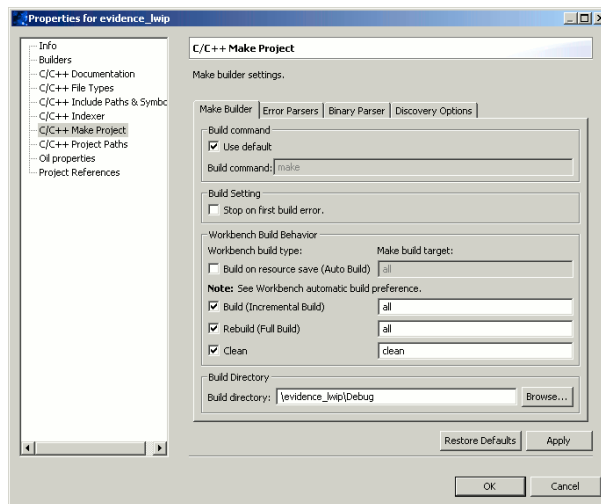 Properties for evidence_lwip
Info
Builders
C/C++ Documentation
C/C++ File Types
C/C++ Include Paths & Symbo
C/C++ Indexer
C/C++ Make Project
C/C++ Project Paths
Oil properties
Project References
C/C++ Make Project
Make builder settings.
Make Builder Error Parsers Binary Parser Discovery Options
Build command
Use default
Build command: make
Build Setting
Stop on first build error.
Workbench Build Behavior
Workbench build type: Make build target:
Build on resource save (Auto Build) all
Note: See Workbench automatic build preference.
Build (Incremental Build) all
Rebuild (Full Build) all
Clean clean
Build Directory
Build directory: \evidence_lwip\Debug Browse...
Restore Defaults Apply
OK Cancel